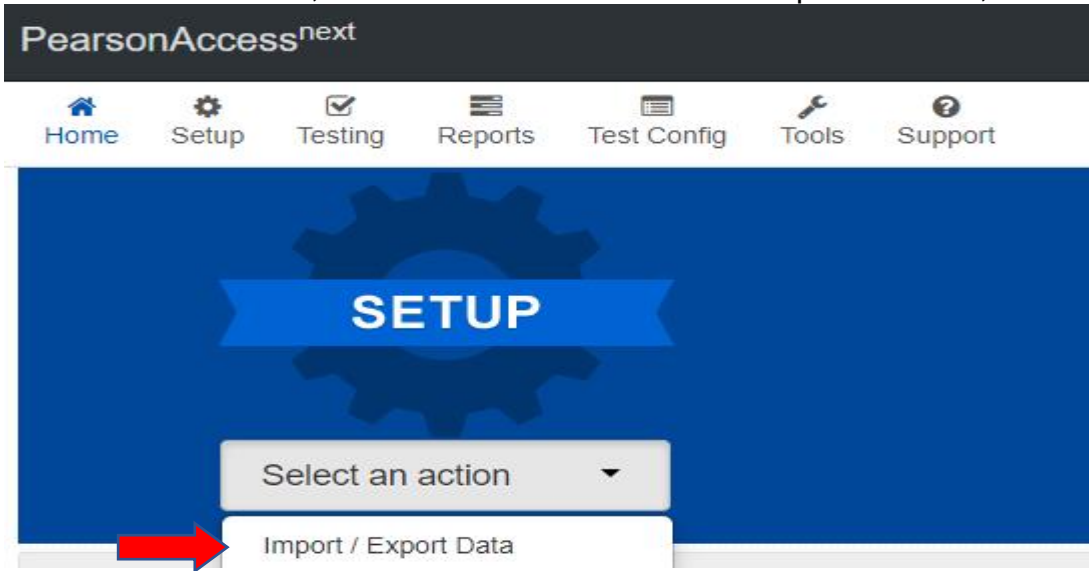 PearsonAccessnext
Home Setup Testing Reports Test Config Tools Support
SETUP
Select an action
Import / Export Data